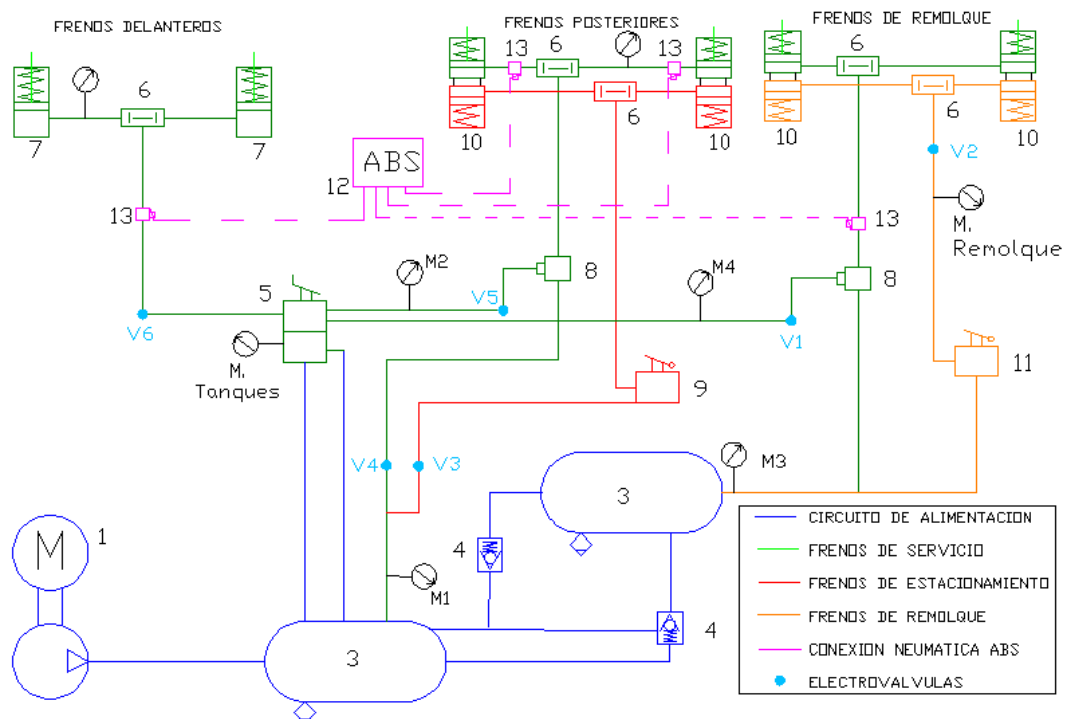 FRENOS DELANTEROS
FRENOS POSTERIORES
FRENOS DE REMOLQUE
13
6
13
6
6
7
7
10
6
10
10
6
10
ABS
12
V2
13
13
M.
Remolque
M2
M4
5
V5
8
8
V6
V1
M.
Tanques
9
11
V4
V3
M3
3
1
M
4
M1
4
3
CIRCUITO DE ALIMENTACION
FRENOS DE SERVICIO
FRENOS DE ESTACIONAMIENTO
FRENOS DE REMOLQUE
CONEXION NEUMATICA ABS
ELECTROVALVULAS